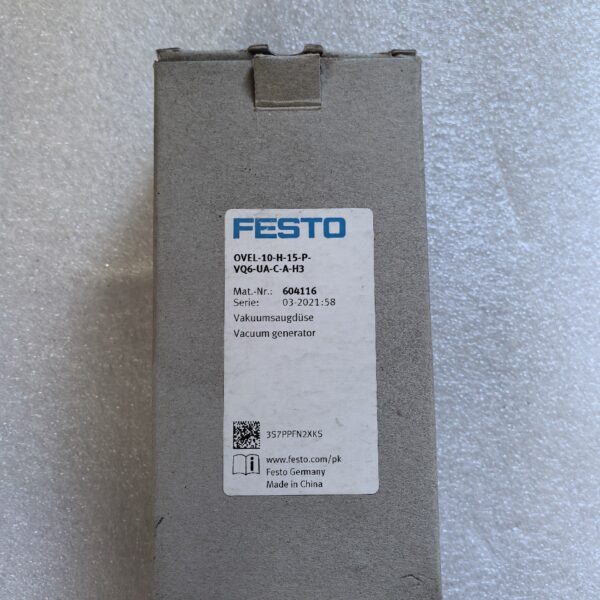 FESTO
OVEL-10-H-15-P-
VQ6-UA-C-A-H3
Mat.-Nr.: 604116
Serie: 03-2021:58
Vakuumsaugdüse
Vacuum generator
3S7PPFN2XKS
www.festo.com/pk
Festo Germany
Made in China